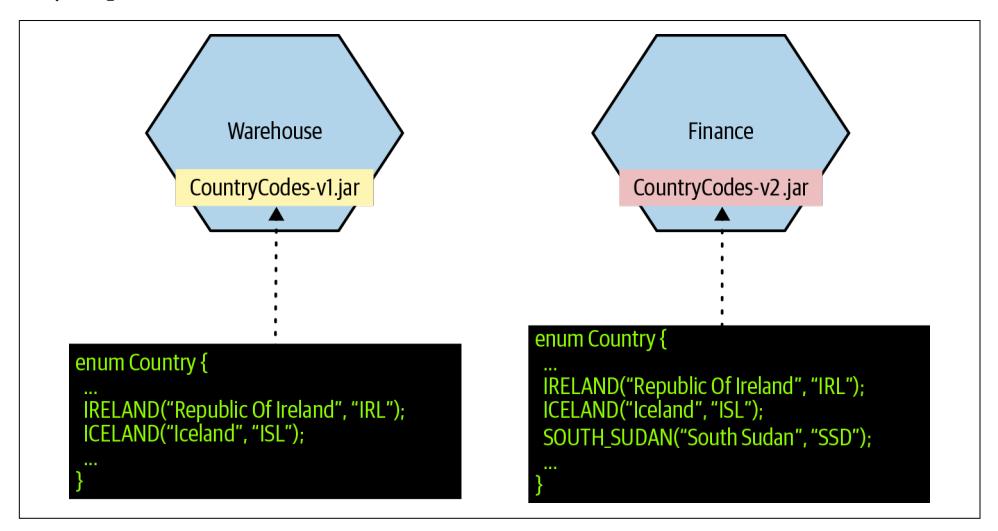 Warehouse
CountryCodes-v1.jar
enum Country {
...
IRELAND(“Republic Of Ireland”, “IRL”);
ICELAND(“Iceland”, “ISL”);
...
}
Finance
CountryCodes-v2.jar
enum Country {
...
IRELAND(“Republic Of Ireland”, “IRL”);
ICELAND(“Iceland”, “ISL”);
SOUTH_SUDAN(“South Sudan”, “SSD”);
...
}